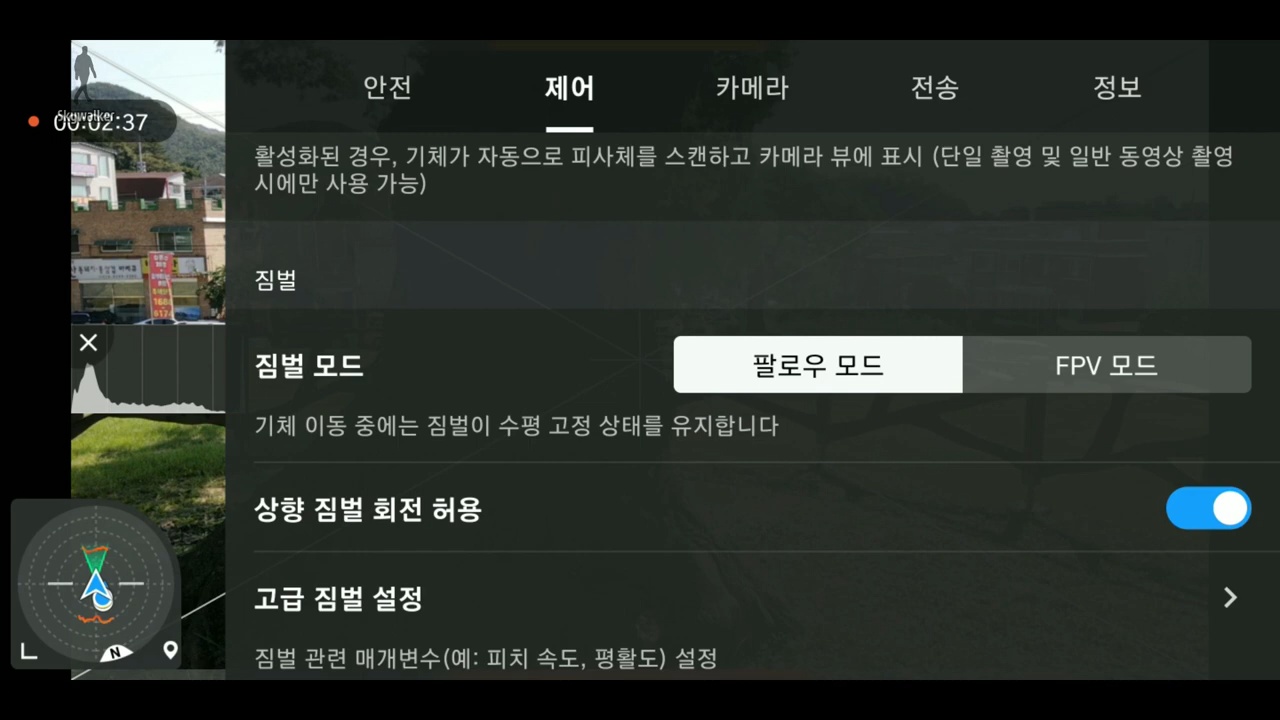 안전
제어
카메라
전송
정보
Skywalker
00:02:37
활성화된 경우, 기체가 자동으로 피사체를 스캔하고 카메라 뷰에 표시 (단일 촬영 및 일반 동영상 촬영
시에만 사용 가능)
짐벌
짐벌 모드
팔로우 모드
FPV 모드
기체 이동 중에는 짐벌이 수평 고정 상태를 유지합니다
상향 짐벌 회전 허용
고급 짐벌 설정
짐벌 관련 매개변수(예: 피치 속도, 평활도) 설정
N